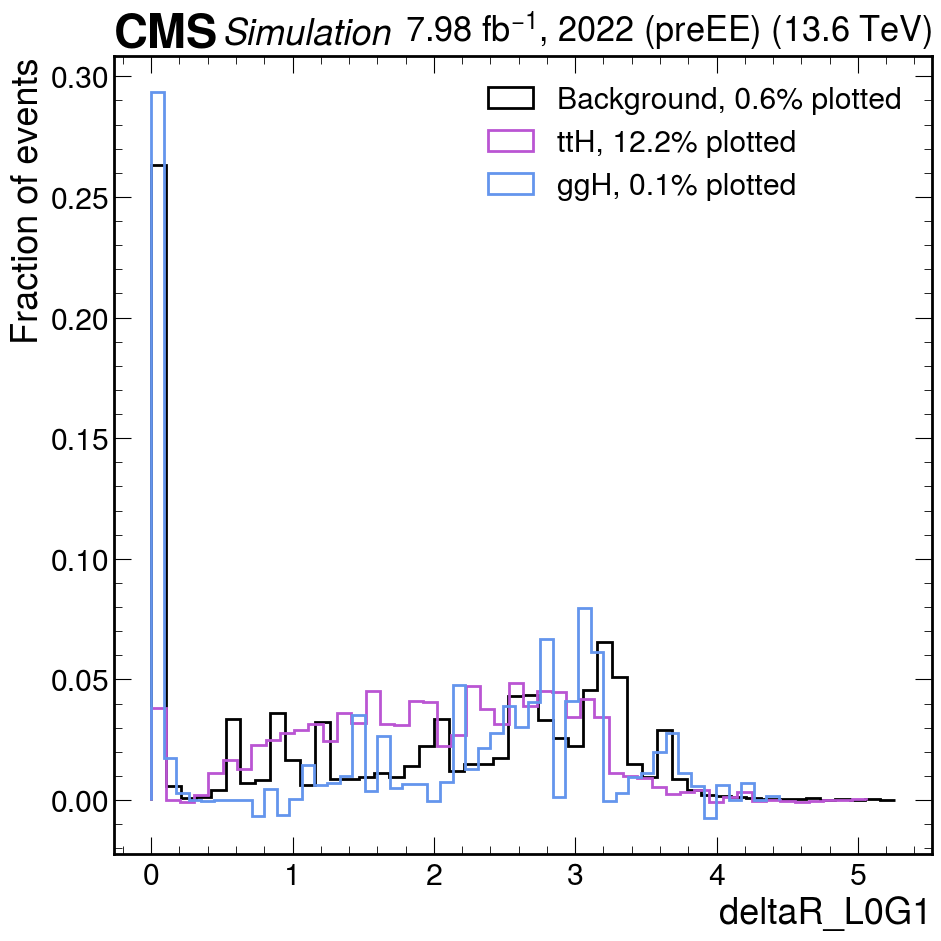 CMS Simulation 7.98 fb⁻¹, 2022 (preEE) (13.6 TeV)
Fraction of events
0.30
0.25
0.20
0.15
0.10
0.05
0.00
Background, 0.6% plotted
ttH, 12.2% plotted
ggH, 0.1% plotted
0 1 2 3 4 5
deltaR_L0G1